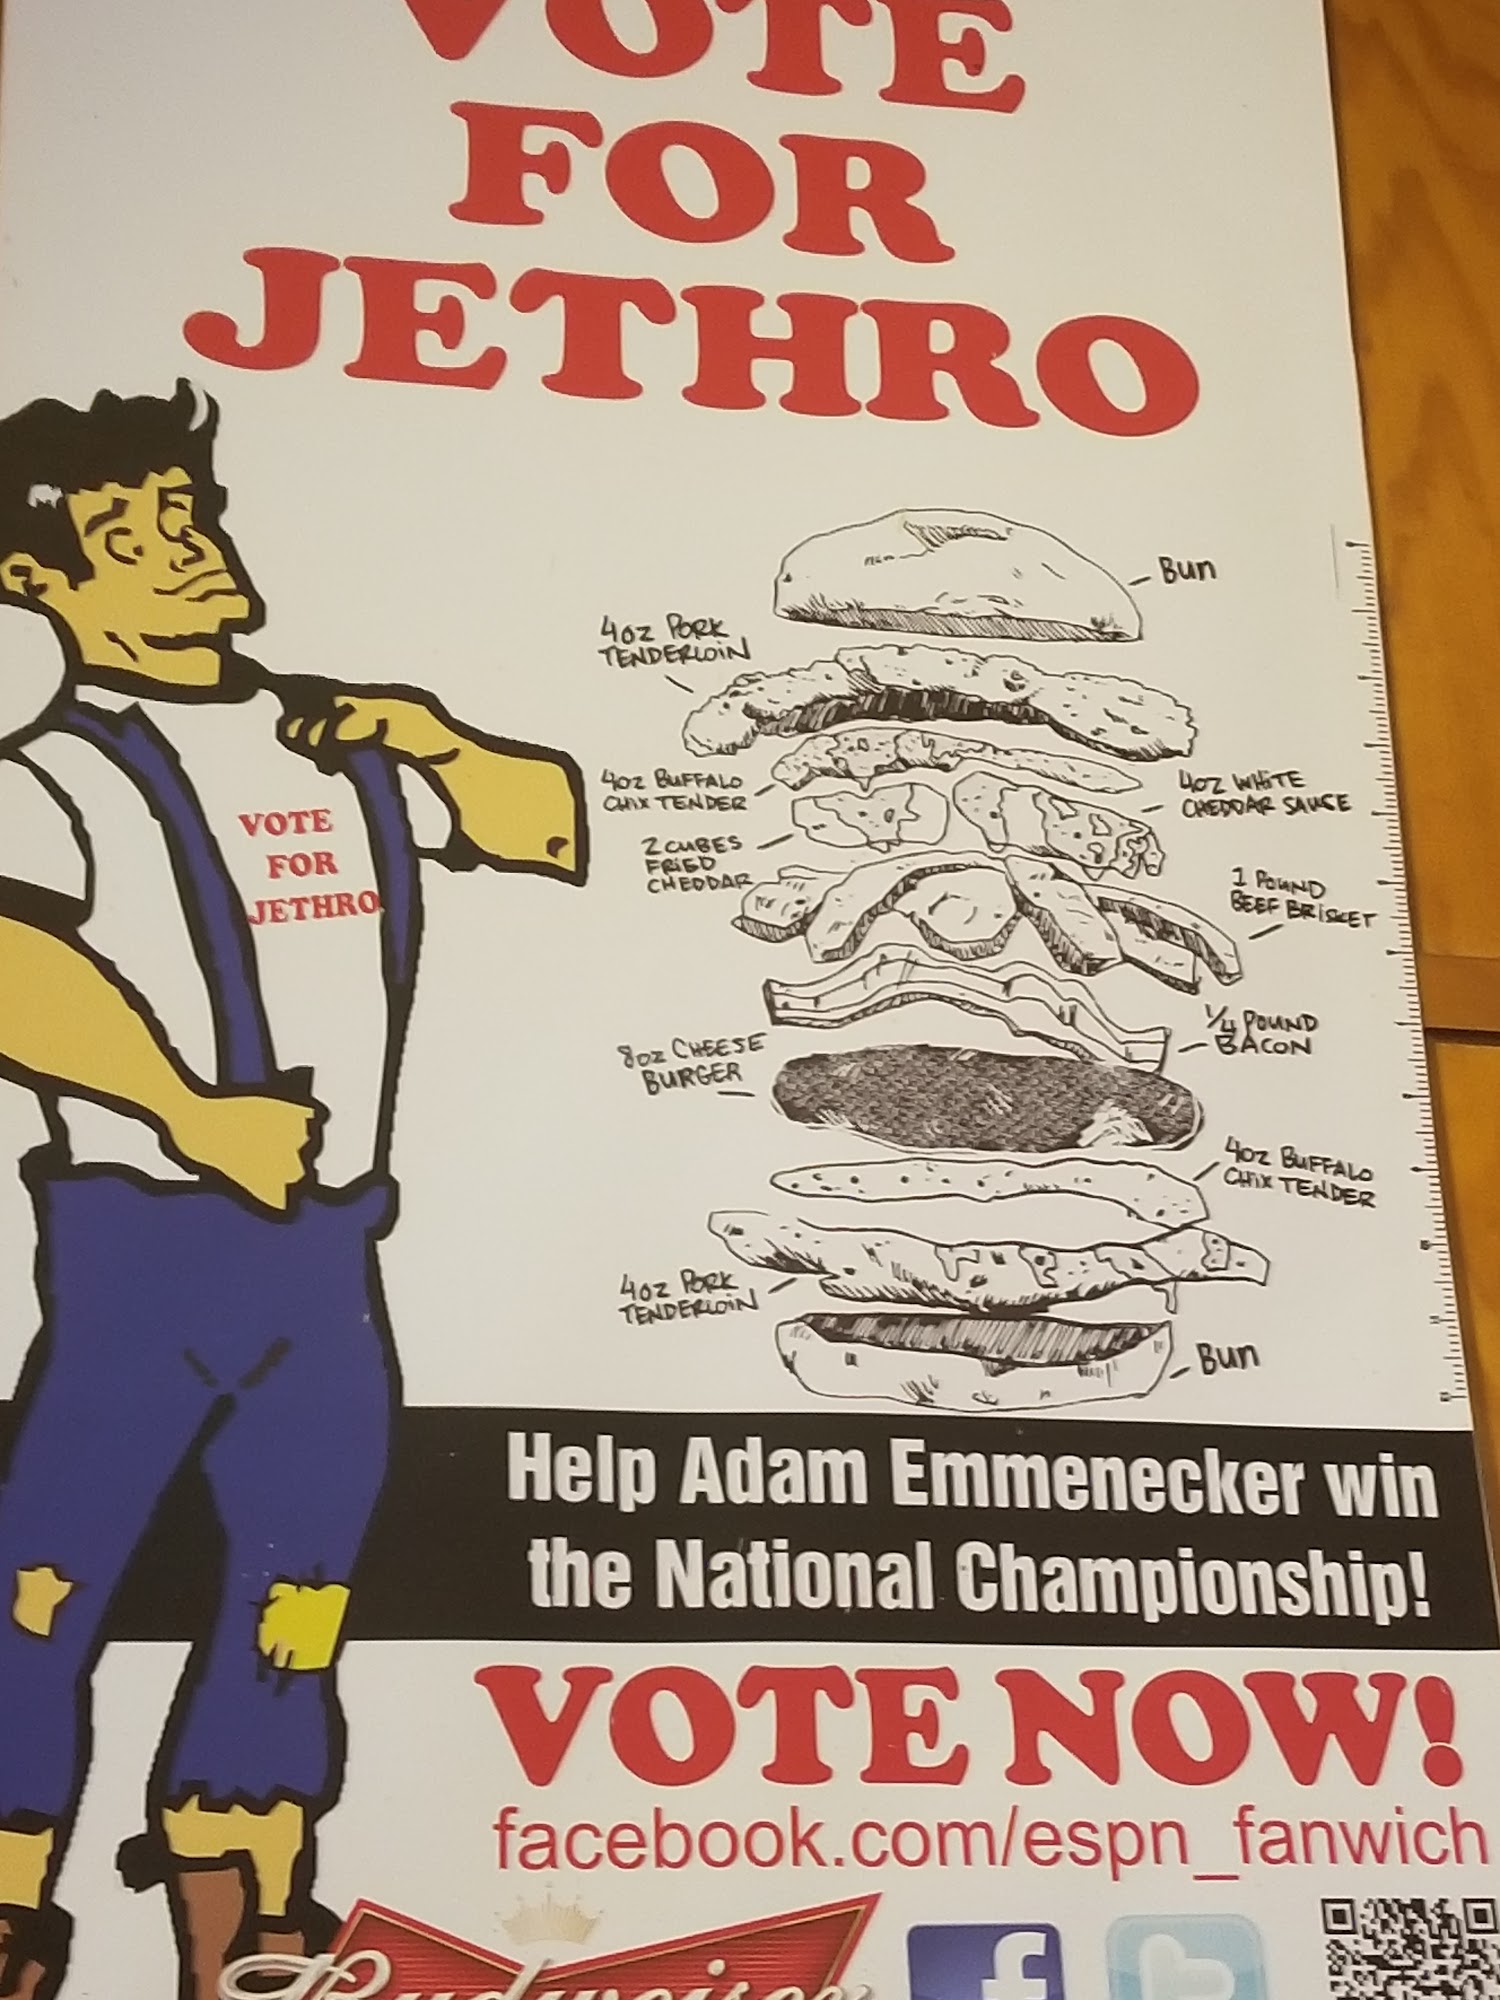 VOTE
FOR
JETHRO
Bun
4oz PORK
TENDERLOIN
4oz BUFFALO
CHIX TENDER
4oz WHITE
CHEDDAR SAUCE
2 CUBES
FRIED
CHEDDAR
1 POUND
BEEF BRISKET
1/4 POUND
BACON
8oz CHEESE
BURGER
4oz BUFFALO
CHIX TENDER
4oz PORK
TENDERLOIN
Bun
VOTE
FOR
JETHRO
Help Adam Emmenecker win
the National Championship!
VOTE NOW!
facebook.com/espn_fanwich
Budweiser
f
t